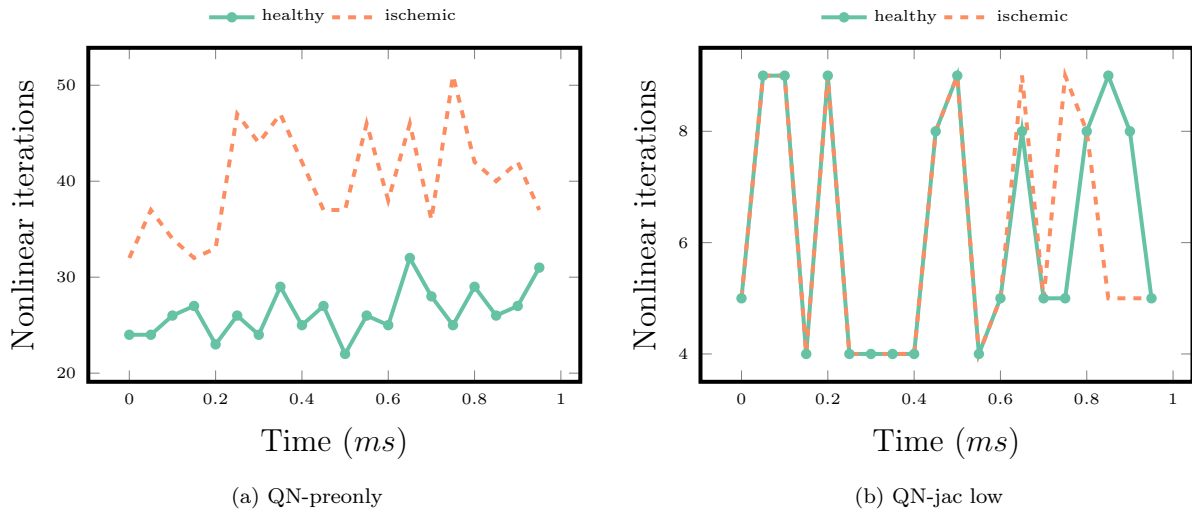 healthy ischemic
Nonlinear iterations
50
40
30
20
0 0.2 0.4 0.6 0.8 1
Time (ms)
(a) QN-preonly
healthy ischemic
Nonlinear iterations
8
6
4
0 0.2 0.4 0.6 0.8 1
Time (ms)
(b) QN-jac low